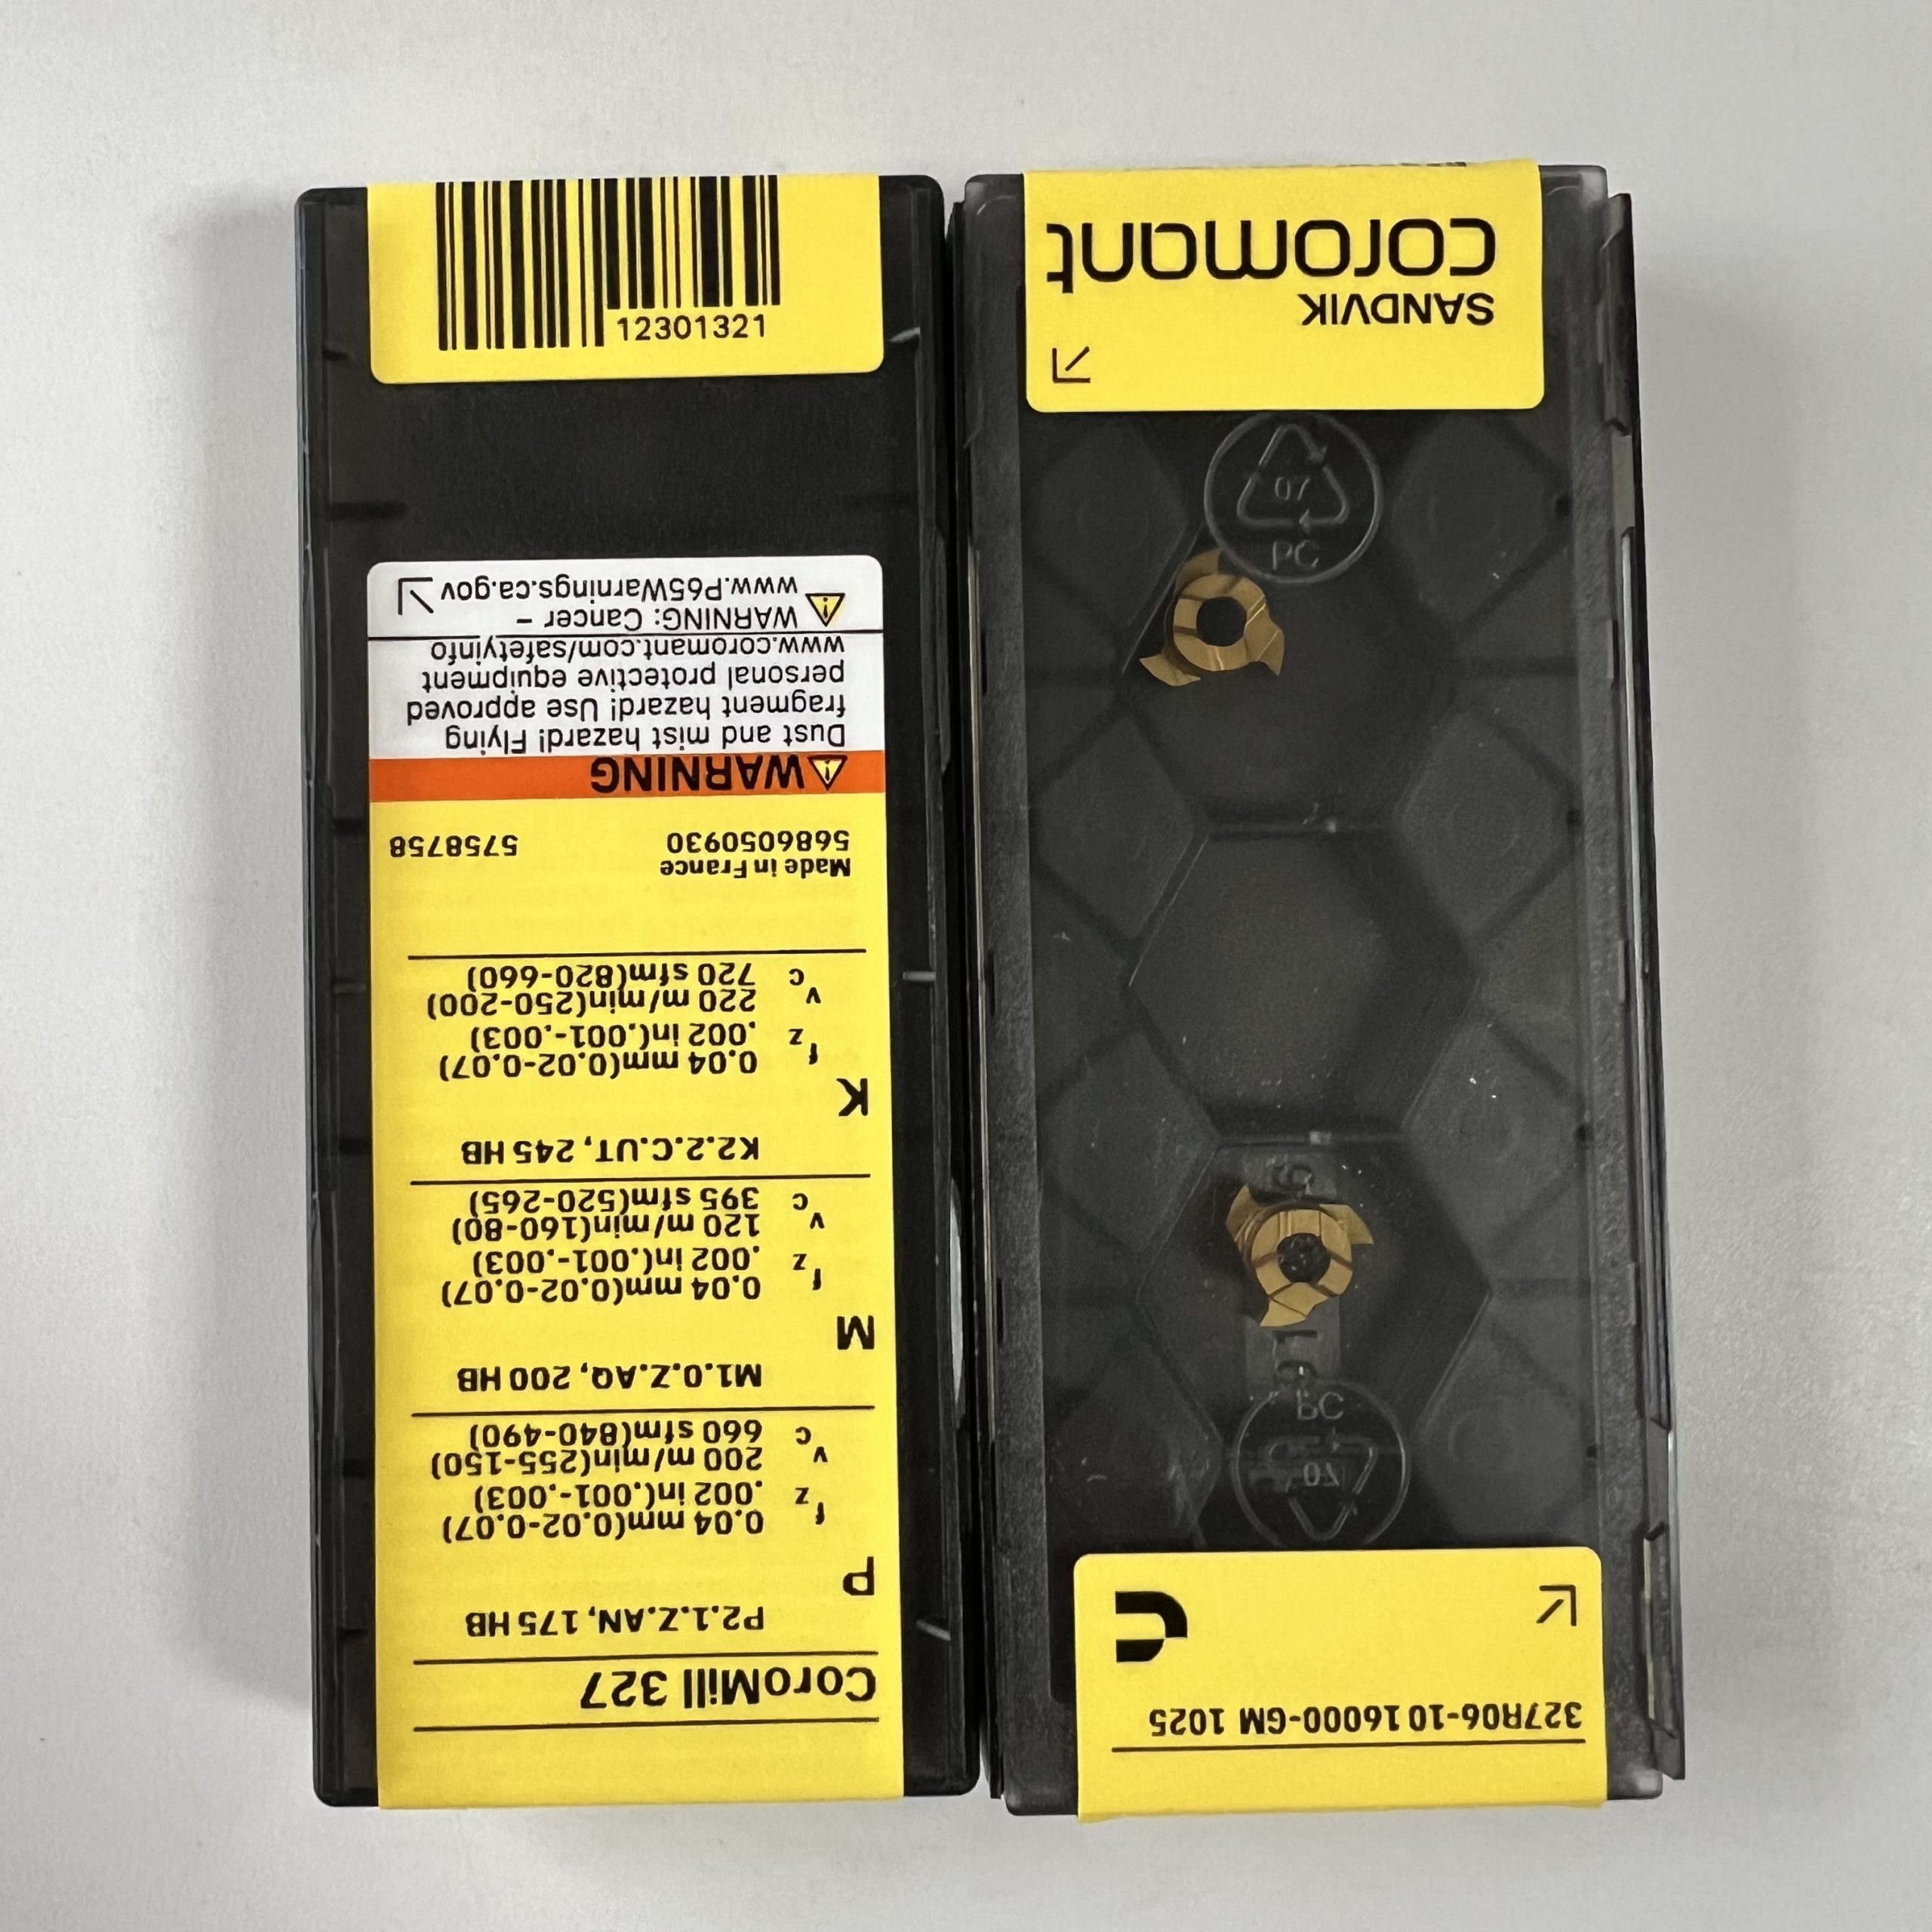 12301321
CoroMill 327
P2.1.Z.AN, 175 HB
P
fz 0.04 mm(0.02-0.07)
.002 in(.001-.003)
vc 200 m/min(255-150)
660 sfm(840-490)
M1.0.Z.AQ, 200 HB
M
fz 0.04 mm(0.02-0.07)
.002 in(.001-.003)
vc 120 m/min(160-80)
395 sfm(520-265)
K2.2.C.UT, 245 HB
K
fz 0.04 mm(0.02-0.07)
.002 in(.001-.003)
vc 220 m/min(250-200)
720 sfm(820-660)
Made in France
5686050930 5758758
WARNING
Dust and mist hazard! Flying
fragment hazard! Use approved
personal protective equipment
www.coromant.com/safetyinfo
WARNING: Cancer -
www.P65Warnings.ca.gov
327R06-10 16000-GM 1025
07
PC
07
PC
SANDVIK
coromant